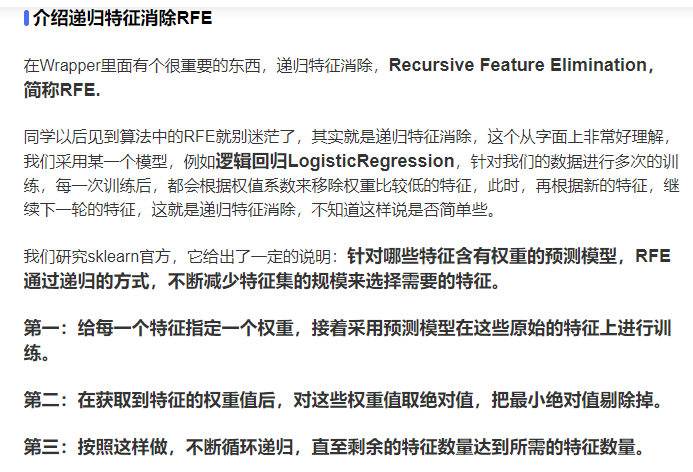 介绍递归特征消除RFE
在Wrapper里面有个很重要的东西，递归特征消除，Recursive Feature Elimination，
简称RFE.
同学以后见到算法中的RFE就别迷茫了，其实就是递归特征消除，这个从字面上非常好理解，
我们采用某一个模型，例如逻辑回归LogisticRegression，针对我们的数据进行多次的训
练，每一次训练后，都会根据权值系数来移除权重比较低的特征，此时，再根据新的特征，继
续下一轮的特征，这就是递归特征消除，不知道这样说是否简单些。
我们研究sklearn官方，它给出了一定的说明：针对哪些特征含有权重的预测模型，RFE
通过递归的方式，不断减少特征集的规模来选择需要的特征。
第一：给每一个特征指定一个权重，接着采用预测模型在这些原始的特征上进行训
练。
第二：在获取到特征的权重值后，对这些权重值取绝对值，把最小绝对值剔除掉。
第三：按照这样做，不断循环递归，直至剩余的特征数量达到所需的特征数量。